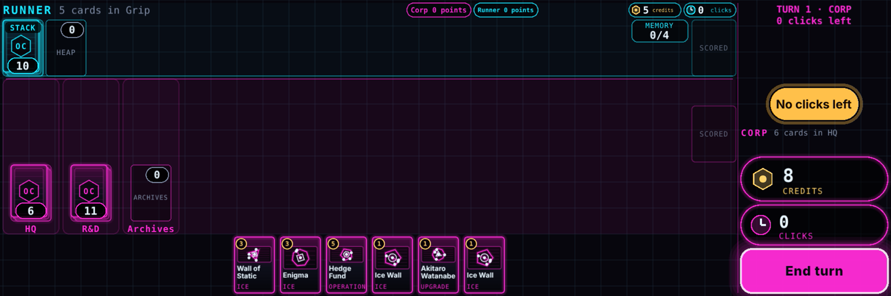 RUNNER 5 cards in Grip
Corp 0 points
Runner 0 points
5 credits
0 clicks
TURN 1 · CORP
0 clicks left
STACK
OC
10
0
HEAP
MEMORY
0/4
SCORED
No clicks left
SCORED
CORP 6 cards in HQ
OC
6
HQ
OC
11
R&D
0
ARCHIVES
Archives
8
CREDITS
0
CLICKS
3
Wall of
Static
ICE
3
Enigma
ICE
5
Hedge
Fund
OPERATION
1
Ice Wall
ICE
1
Akitaro
Watanabe
UPGRADE
1
Ice Wall
ICE
End turn